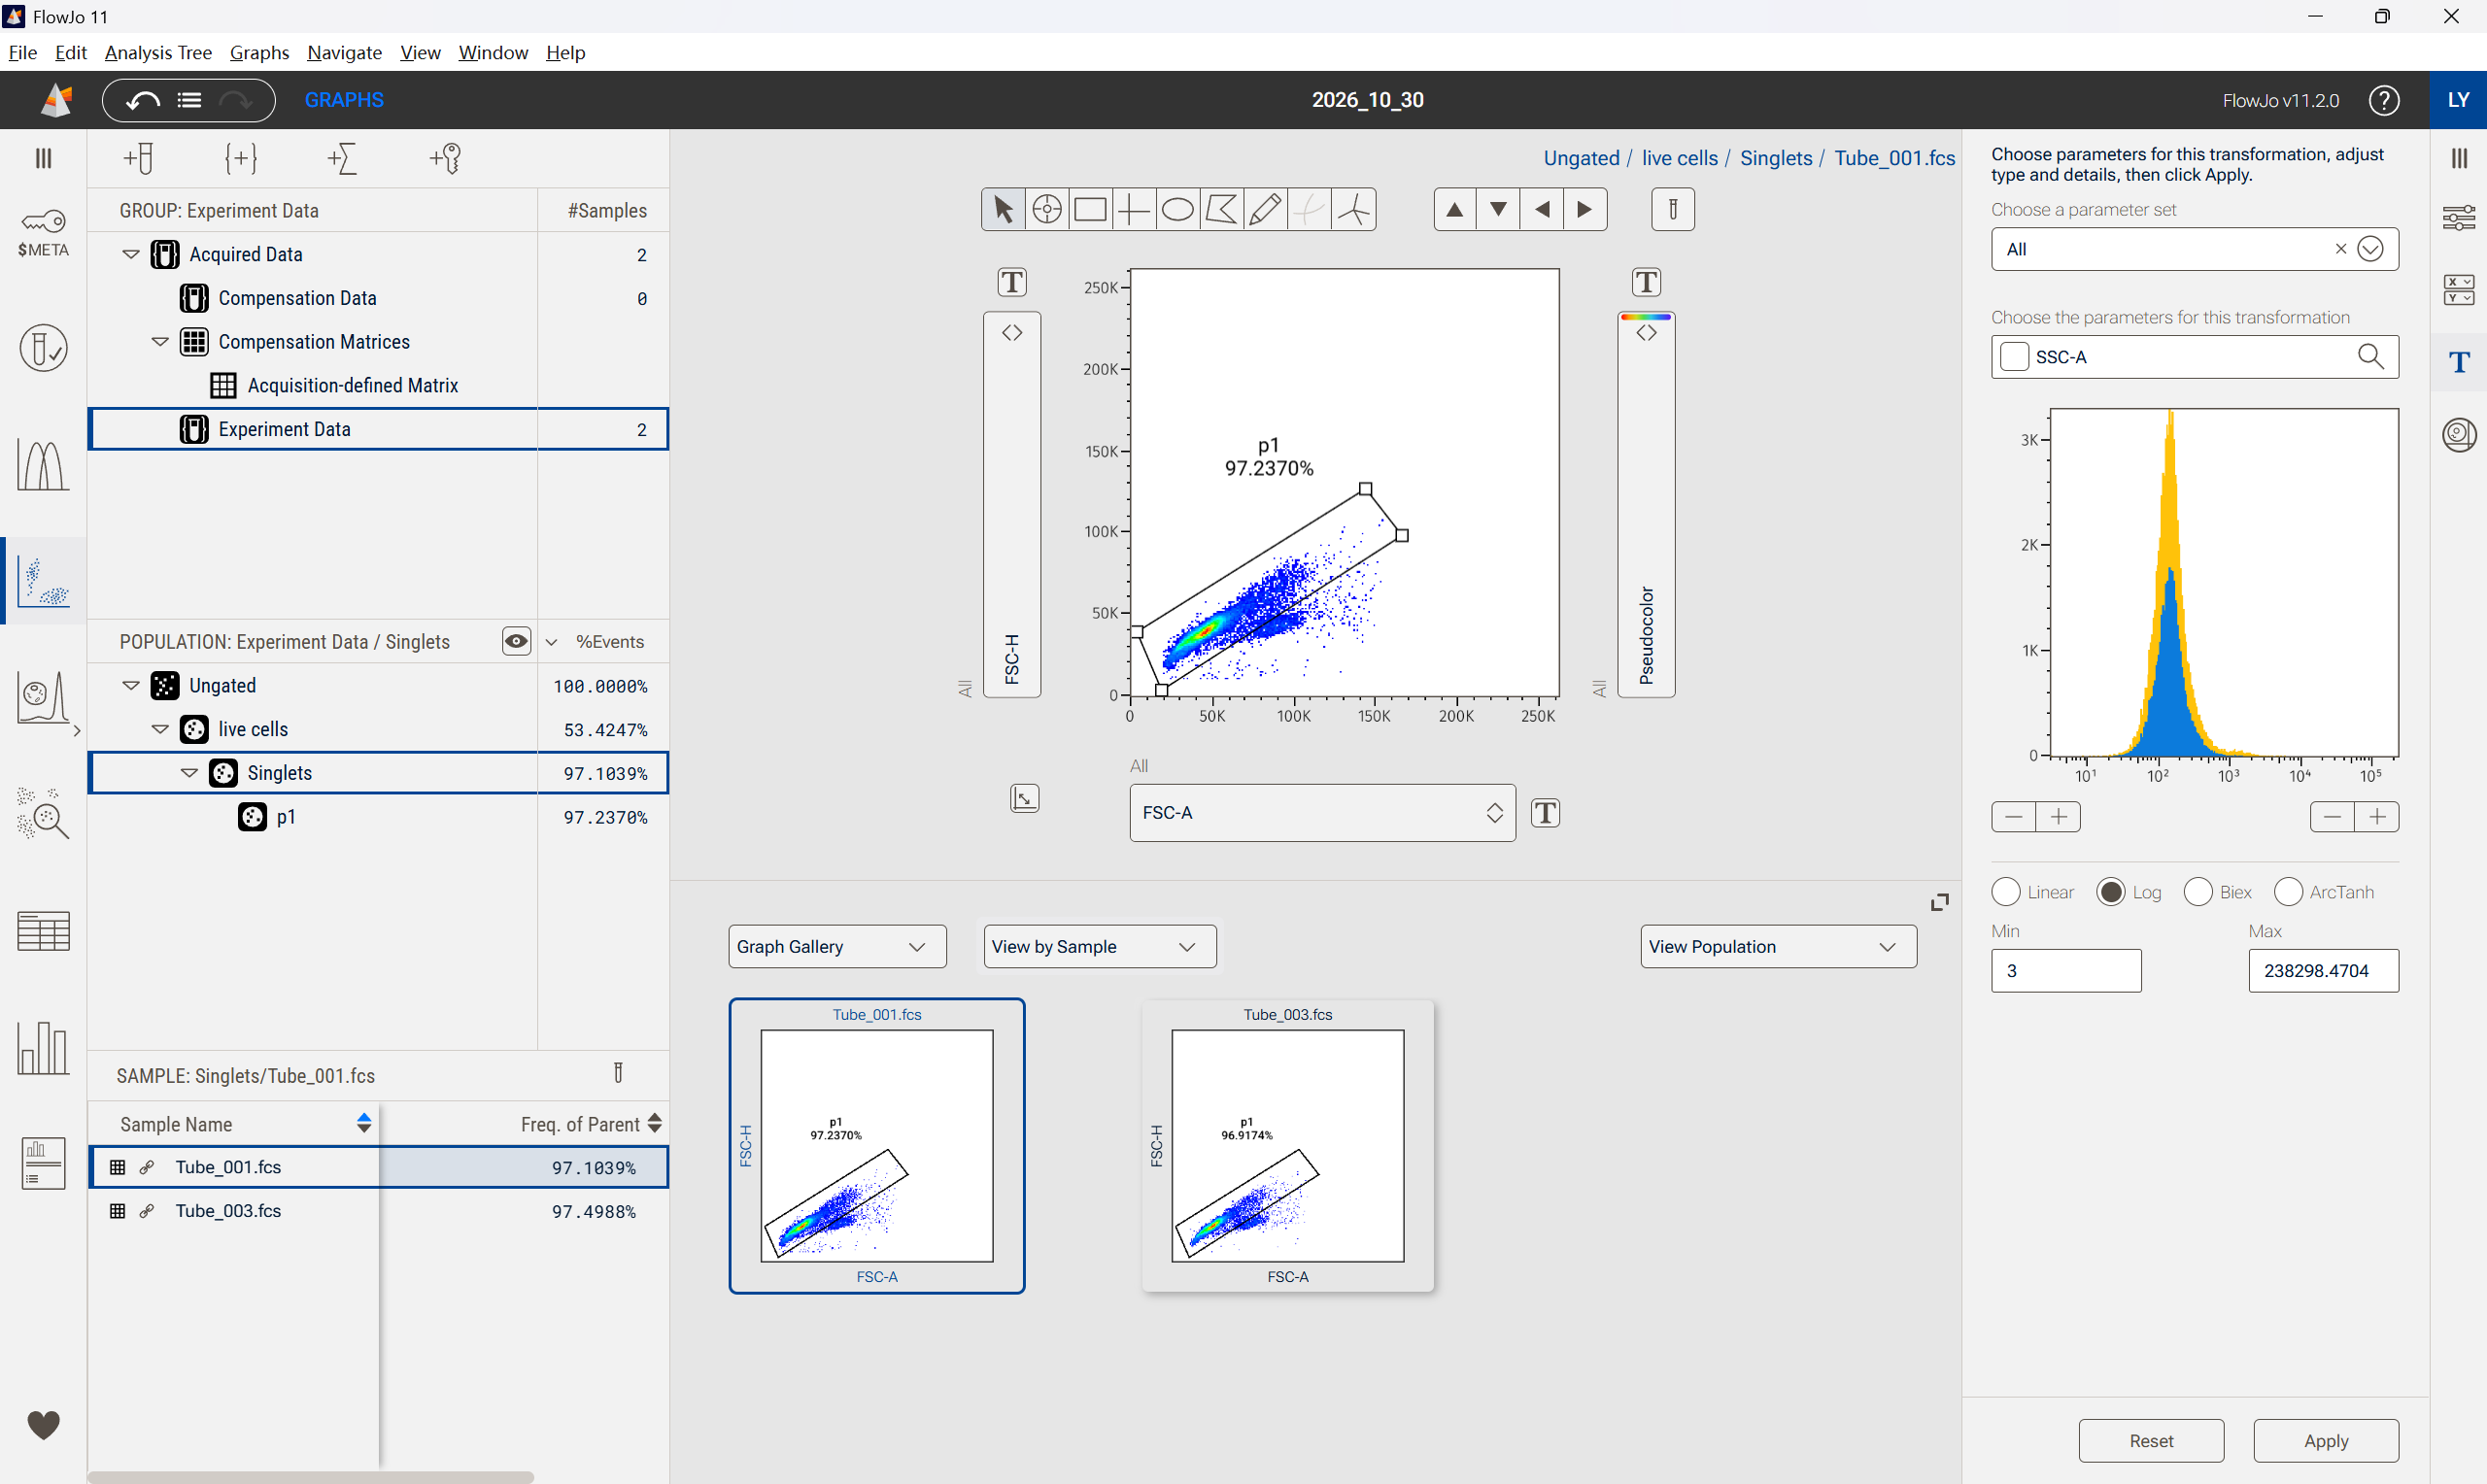 FlowJo 11
File Edit Analysis Tree Graphs Navigate View Window Help
GRAPHS
2026_10_30
FlowJo v11.2.0
?
LY
$META
GROUP: Experiment Data
#Samples
Acquired Data
2
Compensation Data
0
Compensation Matrices
Acquisition-defined Matrix
Experiment Data
2
POPULATION: Experiment Data / Singlets
%Events
Ungated
100.0000%
live cells
53.4247%
Singlets
97.1039%
p1
97.2370%
SAMPLE: Singlets/Tube_001.fcs
Sample Name
Freq. of Parent
Tube_001.fcs
97.1039%
Tube_003.fcs
97.4988%
Ungated / live cells / Singlets / Tube_001.fcs
T
T
250K
200K
150K
100K
50K
0
p1
97.2370%
FSC-H
All
Pseudocolor
All
0 50K 100K 150K 200K 250K
All
FSC-A
T
Graph Gallery
View by Sample
View Population
Tube_001.fcs
p1
97.2370%
FSC-H
FSC-A
Tube_003.fcs
p1
96.9174%
FSC-H
FSC-A
Choose parameters for this transformation, adjust
type and details, then click Apply.
Choose a parameter set
All
Choose the parameters for this transformation
SSC-A
3K
2K
1K
0
10¹ 10² 10³ 10⁴ 10⁵
Linear Log Biex ArcTanh
Min
Max
3
238298.4704
Reset
Apply
X
Y
T